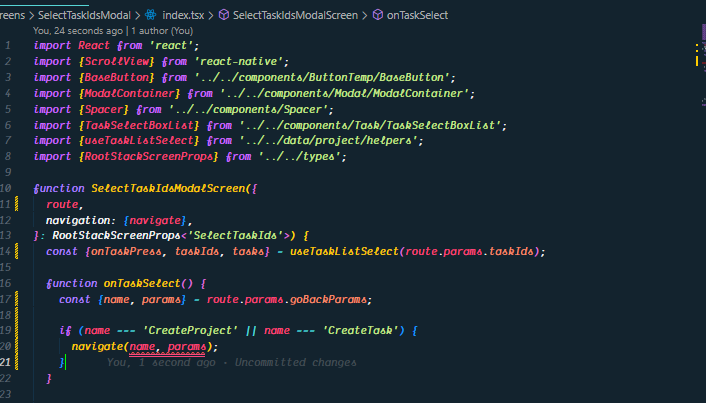 reens > SelectTaskIdsModal > index.tsx > SelectTaskIdsModalScreen > onTaskSelect
You, 24 seconds ago | 1 author (You)
1 import React from 'react';
2 import {ScrollView} from 'react-native';
3 import {BaseButton} from '../../components/ButtonTemp/BaseButton';
4 import {ModalContainer} from '../../components/Modal/ModalContainer';
5 import {Spacer} from '../../components/Spacer';
6 import {TaskSelectBoxList} from '../../components/Task/TaskSelectBoxList';
7 import {useTaskListSelect} from '../../data/project/helpers';
8 import {RootStackScreenProps} from '../../types';
9
10 function SelectTaskIdsModalScreen({
11 route,
12 navigation: {navigate},
13 }: RootStackScreenProps<'SelectTaskIds'>) {
14 const {onTaskPress, taskIds, tasks} = useTaskListSelect(route.params.taskIds);
15
16 function onTaskSelect() {
17 const {name, params} = route.params.goBackParams;
18
19 if (name === 'CreateProject' || name === 'CreateTask') {
20 navigate(name, params);
21 } You, 1 second ago • Uncommitted changes
22 }
23